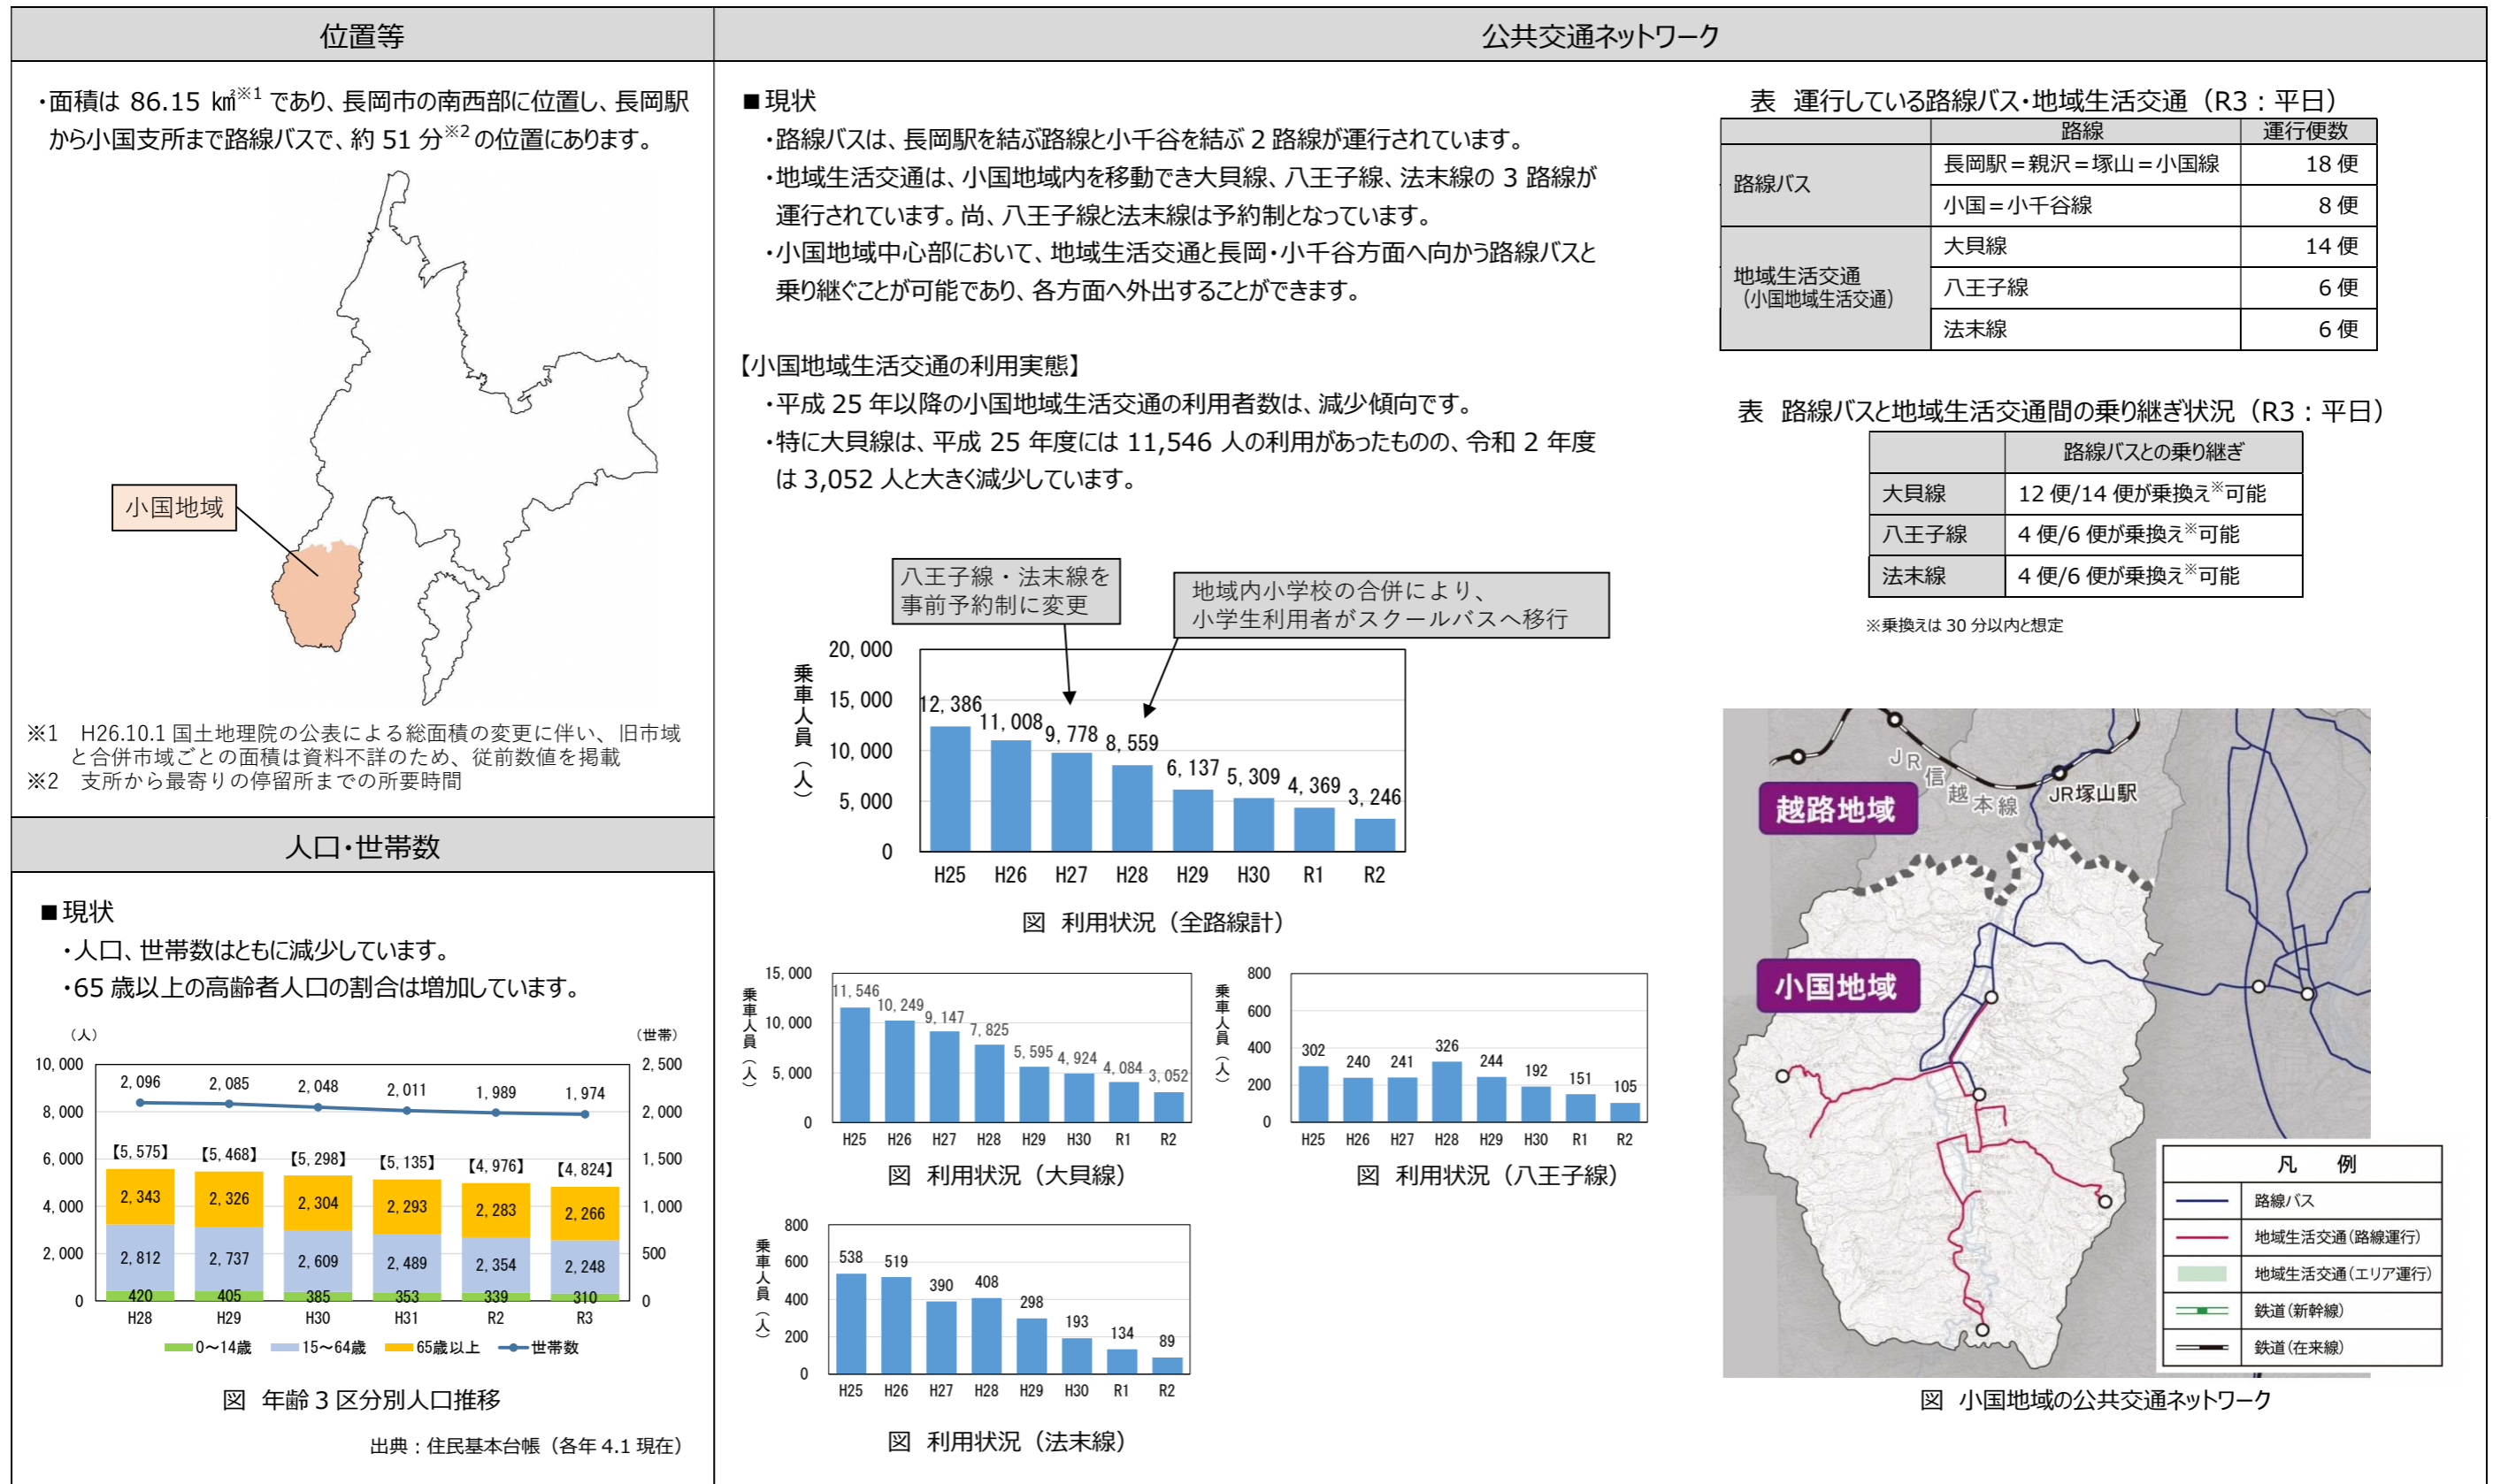 位置等
・面積は 86.15 ㎢※1 であり、長岡市の南西部に位置し、長岡駅
から小国支所まで路線バスで、約 51 分※2 の位置にあります。
小国地域
※1 H26.10.1 国土地理院の公表による総面積の変更に伴い、旧市域
と合併市域ごとの面積は資料不詳のため、従前数値を掲載
※2 支所から最寄りの停留所までの所要時間
人口・世帯数
■現状
・人口、世帯数はともに減少しています。
・65 歳以上の高齢者人口の割合は増加しています。
(人) (世帯)
10,000 8,000 6,000 4,000 2,000 0
2,500 2,000 1,500 1,000 500 0
2,096 2,085 2,048 2,011 1,989 1,974
【5,575】 【5,468】 【5,298】 【5,135】 【4,976】 【4,824】
2,343 2,326 2,304 2,293 2,283 2,266
2,812 2,737 2,609 2,489 2,354 2,248
420 405 385 353 339 310
H28 H29 H30 H31 R2 R3
0～14歳 15～64歳 65歳以上 世帯数
図 年齢 3 区分別人口推移
出典：住民基本台帳（各年 4.1 現在）
公共交通ネットワーク
■現状
・路線バスは、長岡駅を結ぶ路線と小千谷を結ぶ 2 路線が運行されています。
・地域生活交通は、小国地域内を移動でき大貝線、八王子線、法末線の 3 路線が
運行されています。尚、八王子線と法末線は予約制となっています。
・小国地域中心部において、地域生活交通と長岡・小千谷方面へ向かう路線バスと
乗り継ぐことが可能であり、各方面へ外出することができます。
【小国地域生活交通の利用実態】
・平成 25 年以降の小国地域生活交通の利用者数は、減少傾向です。
・特に大貝線は、平成 25 年度には 11,546 人の利用があったものの、令和 2 年度
は 3,052 人と大きく減少しています。
八王子線・法末線を
事前予約制に変更
地域内小学校の合併により、
小学生利用者がスクールバスへ移行
乗車人員（人）
20,000 15,000 10,000 5,000 0
12,386 11,008 9,778 8,559 6,137 5,309 4,369 3,246
H25 H26 H27 H28 H29 H30 R1 R2
図 利用状況（全路線計）
乗車人員（人）
15,000 10,000 5,000 0
11,546 10,249 9,147 7,825 5,595 4,924 4,084 3,052
H25 H26 H27 H28 H29 H30 R1 R2
図 利用状況（大貝線）
乗車人員（人）
800 600 400 200 0
302 240 241 326 244 192 151 105
H25 H26 H27 H28 H29 H30 R1 R2
図 利用状況（八王子線）
乗車人員（人）
800 600 400 200 0
538 519 390 408 298 193 134 89
H25 H26 H27 H28 H29 H30 R1 R2
図 利用状況（法末線）
表 運行している路線バス・地域生活交通（R3：平日）
路線 運行便数
路線バス
長岡駅＝親沢＝塚山＝小国線 18 便
小国＝小千谷線 8 便
地域生活交通
（小国地域生活交通）
大貝線 14 便
八王子線 6 便
法末線 6 便
表 路線バスと地域生活交通間の乗り継ぎ状況（R3：平日）
路線バスとの乗り継ぎ
大貝線 12 便/14 便が乗換え※可能
八王子線 4 便/6 便が乗換え※可能
法末線 4 便/6 便が乗換え※可能
※乗換えは 30 分以内と想定
JR信越本線
JR塚山駅
越路地域
小国地域
凡 例
路線バス
地域生活交通(路線運行)
地域生活交通(エリア運行)
鉄道(新幹線)
鉄道(在来線)
図 小国地域の公共交通ネットワーク